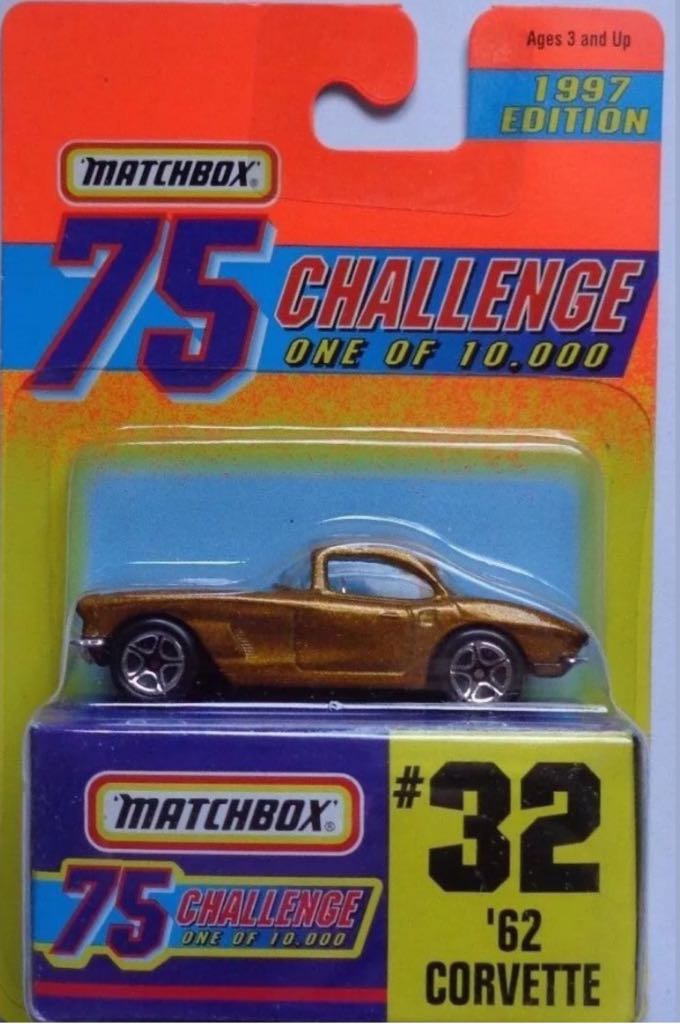 Ages 3 and Up
1997
EDITION
MATCHBOX®
75 CHALLENGE
ONE OF 10,000
MATCHBOX®
75 CHALLENGE
ONE OF 10,000
#32
'62
CORVETTE